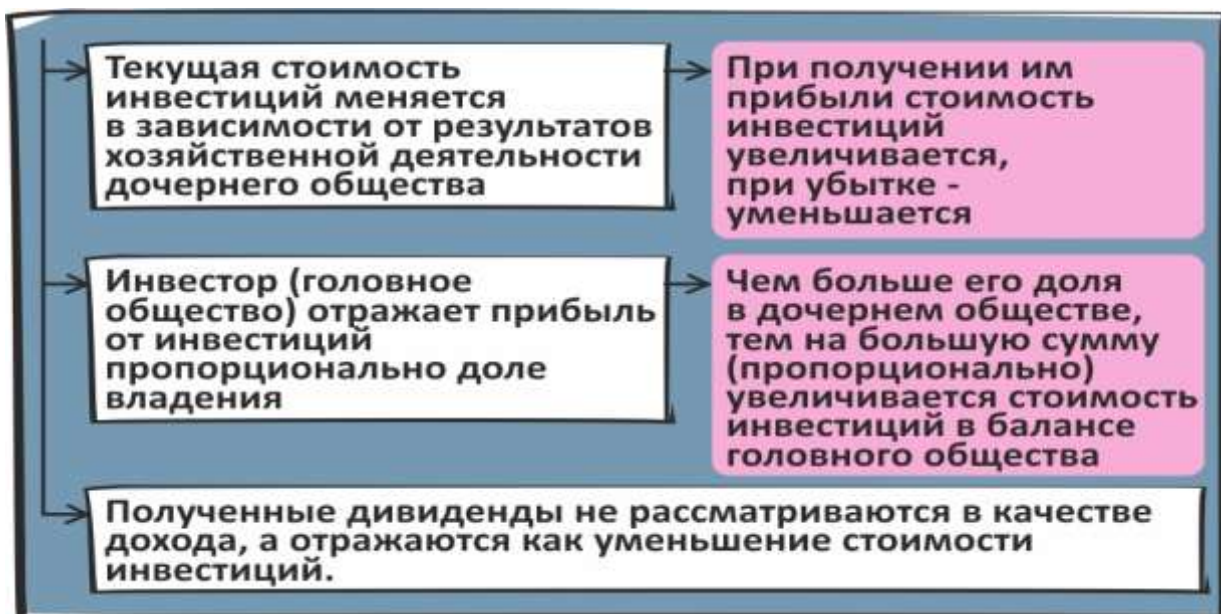 Текущая стоимость
инвестиций меняется
в зависимости от результатов
хозяйственной деятельности
дочернего общества
При получении им
прибыли стоимость
инвестиций
увеличивается,
при убытке -
уменьшается
Инвестор (головное
общество) отражает прибыль
от инвестиций
пропорционально доле
владения
Чем больше его доля
в дочернем обществе,
тем на большую сумму
(пропорционально)
увеличивается стоимость
инвестиций в балансе
головного общества
Полученные дивиденды не рассматриваются в качестве
дохода, а отражаются как уменьшение стоимости
инвестиций.